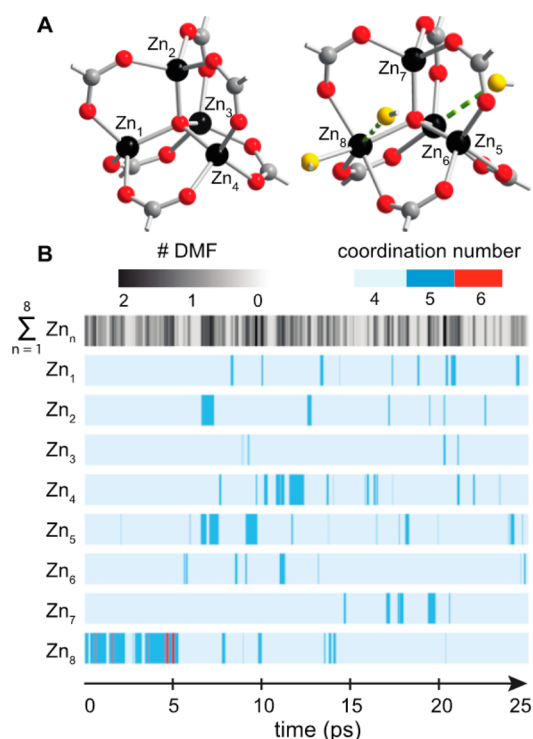 A
Zn2
Zn7
Zn1
Zn3
Zn8
Zn4
Zn6
Zn5
B
# DMF
coordination number
2 1 0
4 5 6
8
∑ Znn
n = 1
Zn1
Zn2
Zn3
Zn4
Zn5
Zn6
Zn7
Zn8
0 5 10 15 20 25
time (ps)